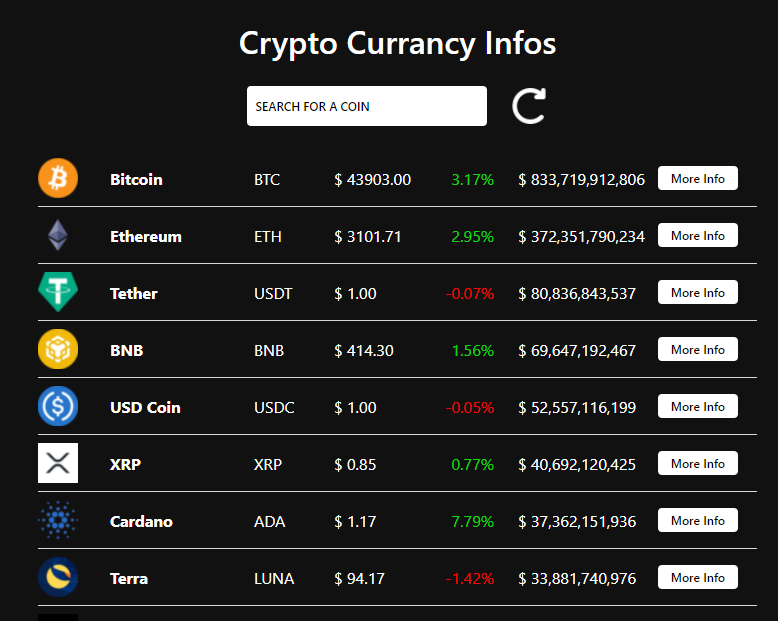 Crypto Currancy Infos
SEARCH FOR A COIN
Bitcoin BTC $ 43903.00 3.17% $ 833,719,912,806 More Info
Ethereum ETH $ 3101.71 2.95% $ 372,351,790,234 More Info
Tether USDT $ 1.00 -0.07% $ 80,836,843,537 More Info
BNB BNB $ 414.30 1.56% $ 69,647,192,467 More Info
USD Coin USDC $ 1.00 -0.05% $ 52,557,116,199 More Info
XRP XRP $ 0.85 0.77% $ 40,692,120,425 More Info
Cardano ADA $ 1.17 7.79% $ 37,362,151,936 More Info
Terra LUNA $ 94.17 -1.42% $ 33,881,740,976 More Info